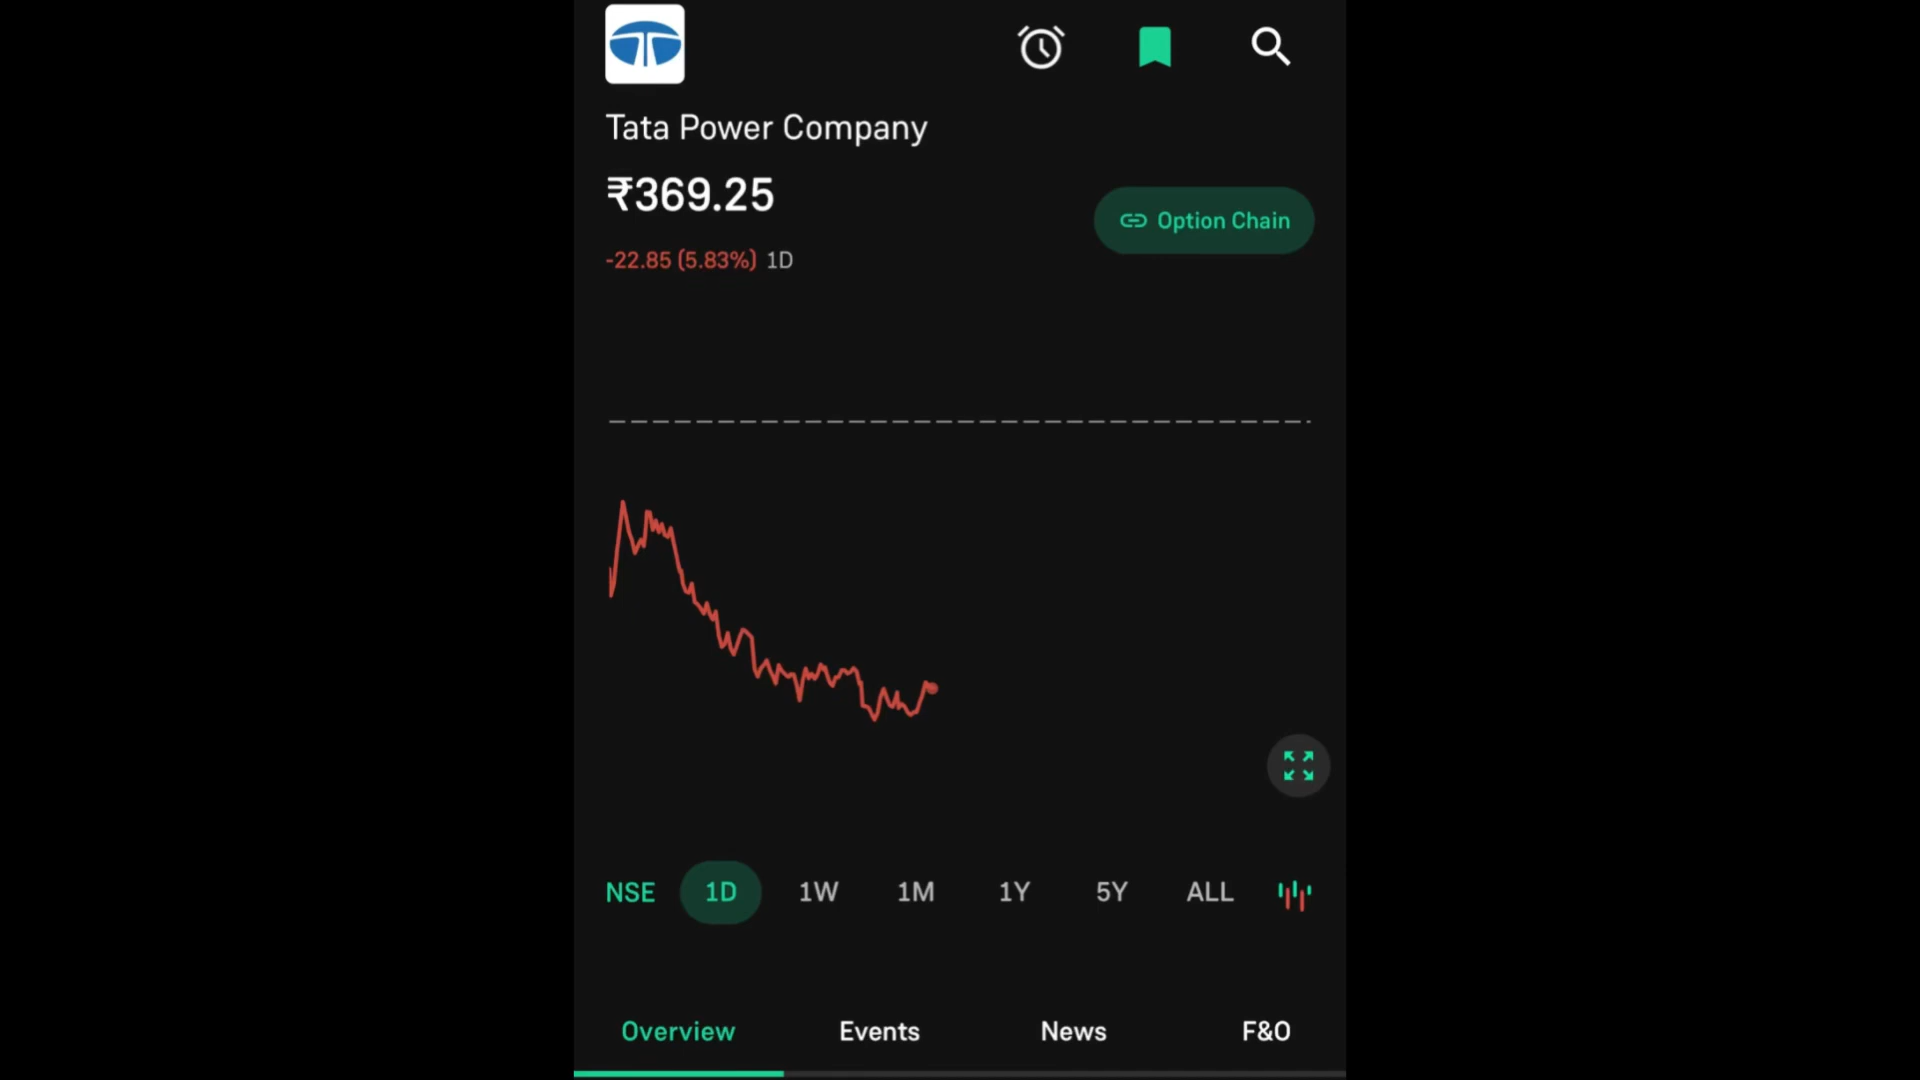 Tata Power Company
₹369.25
Option Chain
-22.85 (5.83%) 1D
NSE 1D 1W 1M 1Y 5Y ALL
Overview Events News F&O